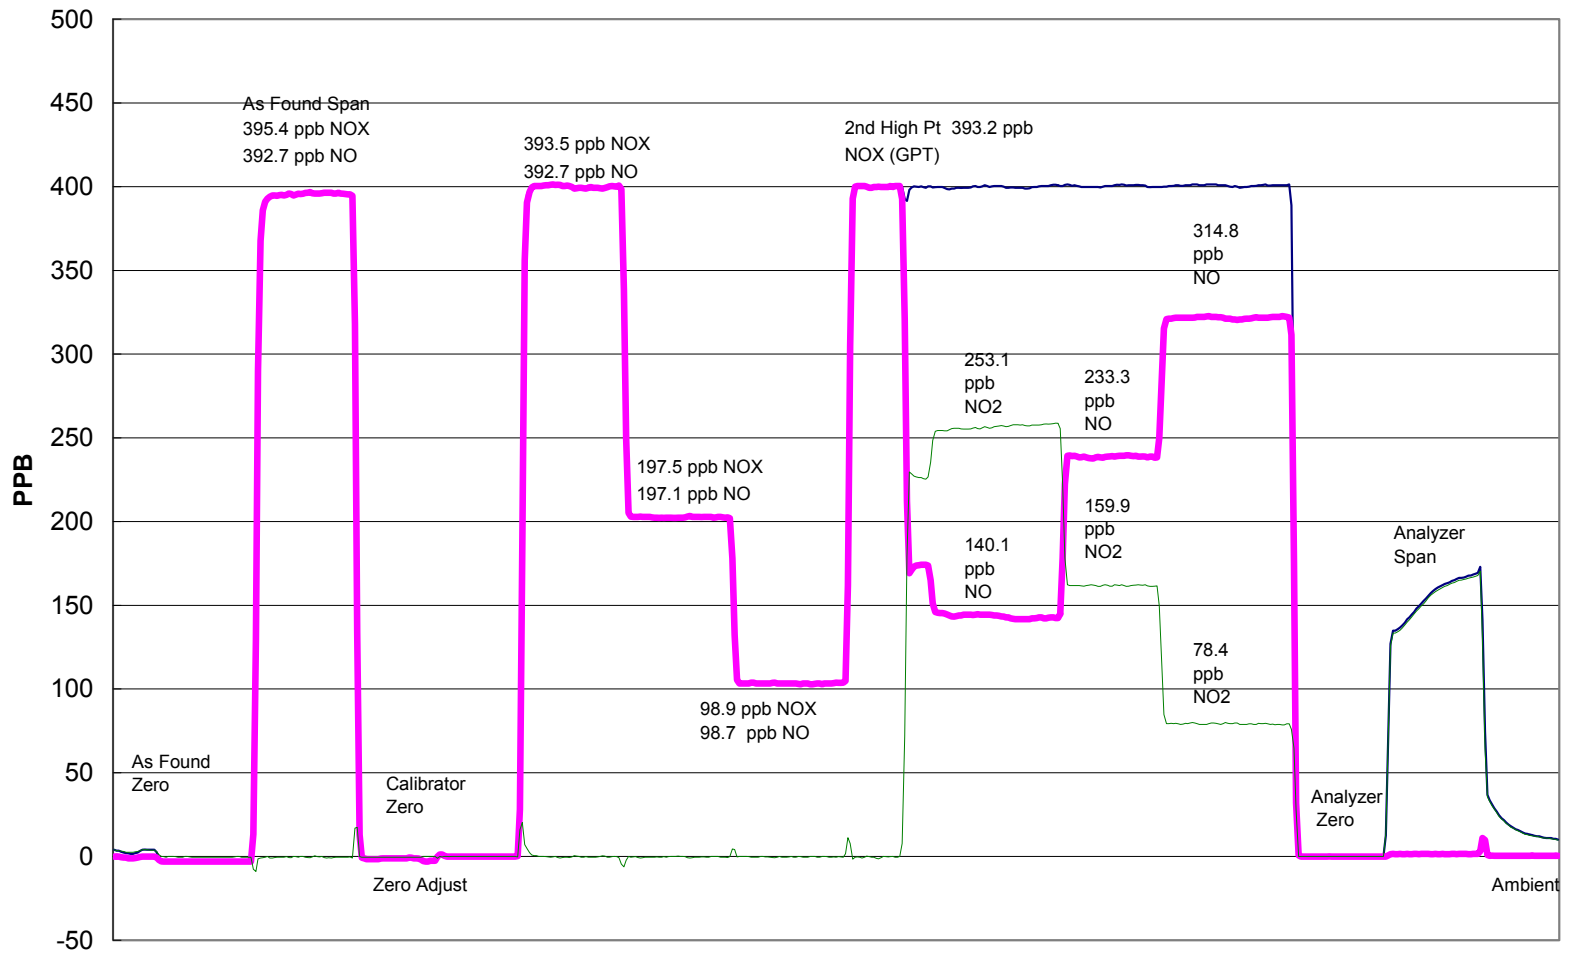 500
450
400
350
300
250
200
150
100
50
0
-50
PPB
As Found Span
395.4 ppb NOX
392.7 ppb NO
393.5 ppb NOX
392.7 ppb NO
2nd High Pt  393.2 ppb
NOX (GPT)
314.8
ppb
NO
253.1
ppb
NO2
233.3
ppb
NO
197.5 ppb NOX
197.1 ppb NO
159.9
ppb
NO2
140.1
ppb
NO
Analyzer
Span
78.4
ppb
NO2
98.9 ppb NOX
98.7  ppb NO
As Found
Zero
Calibrator
Zero
Analyzer
Zero
Zero Adjust
Ambient